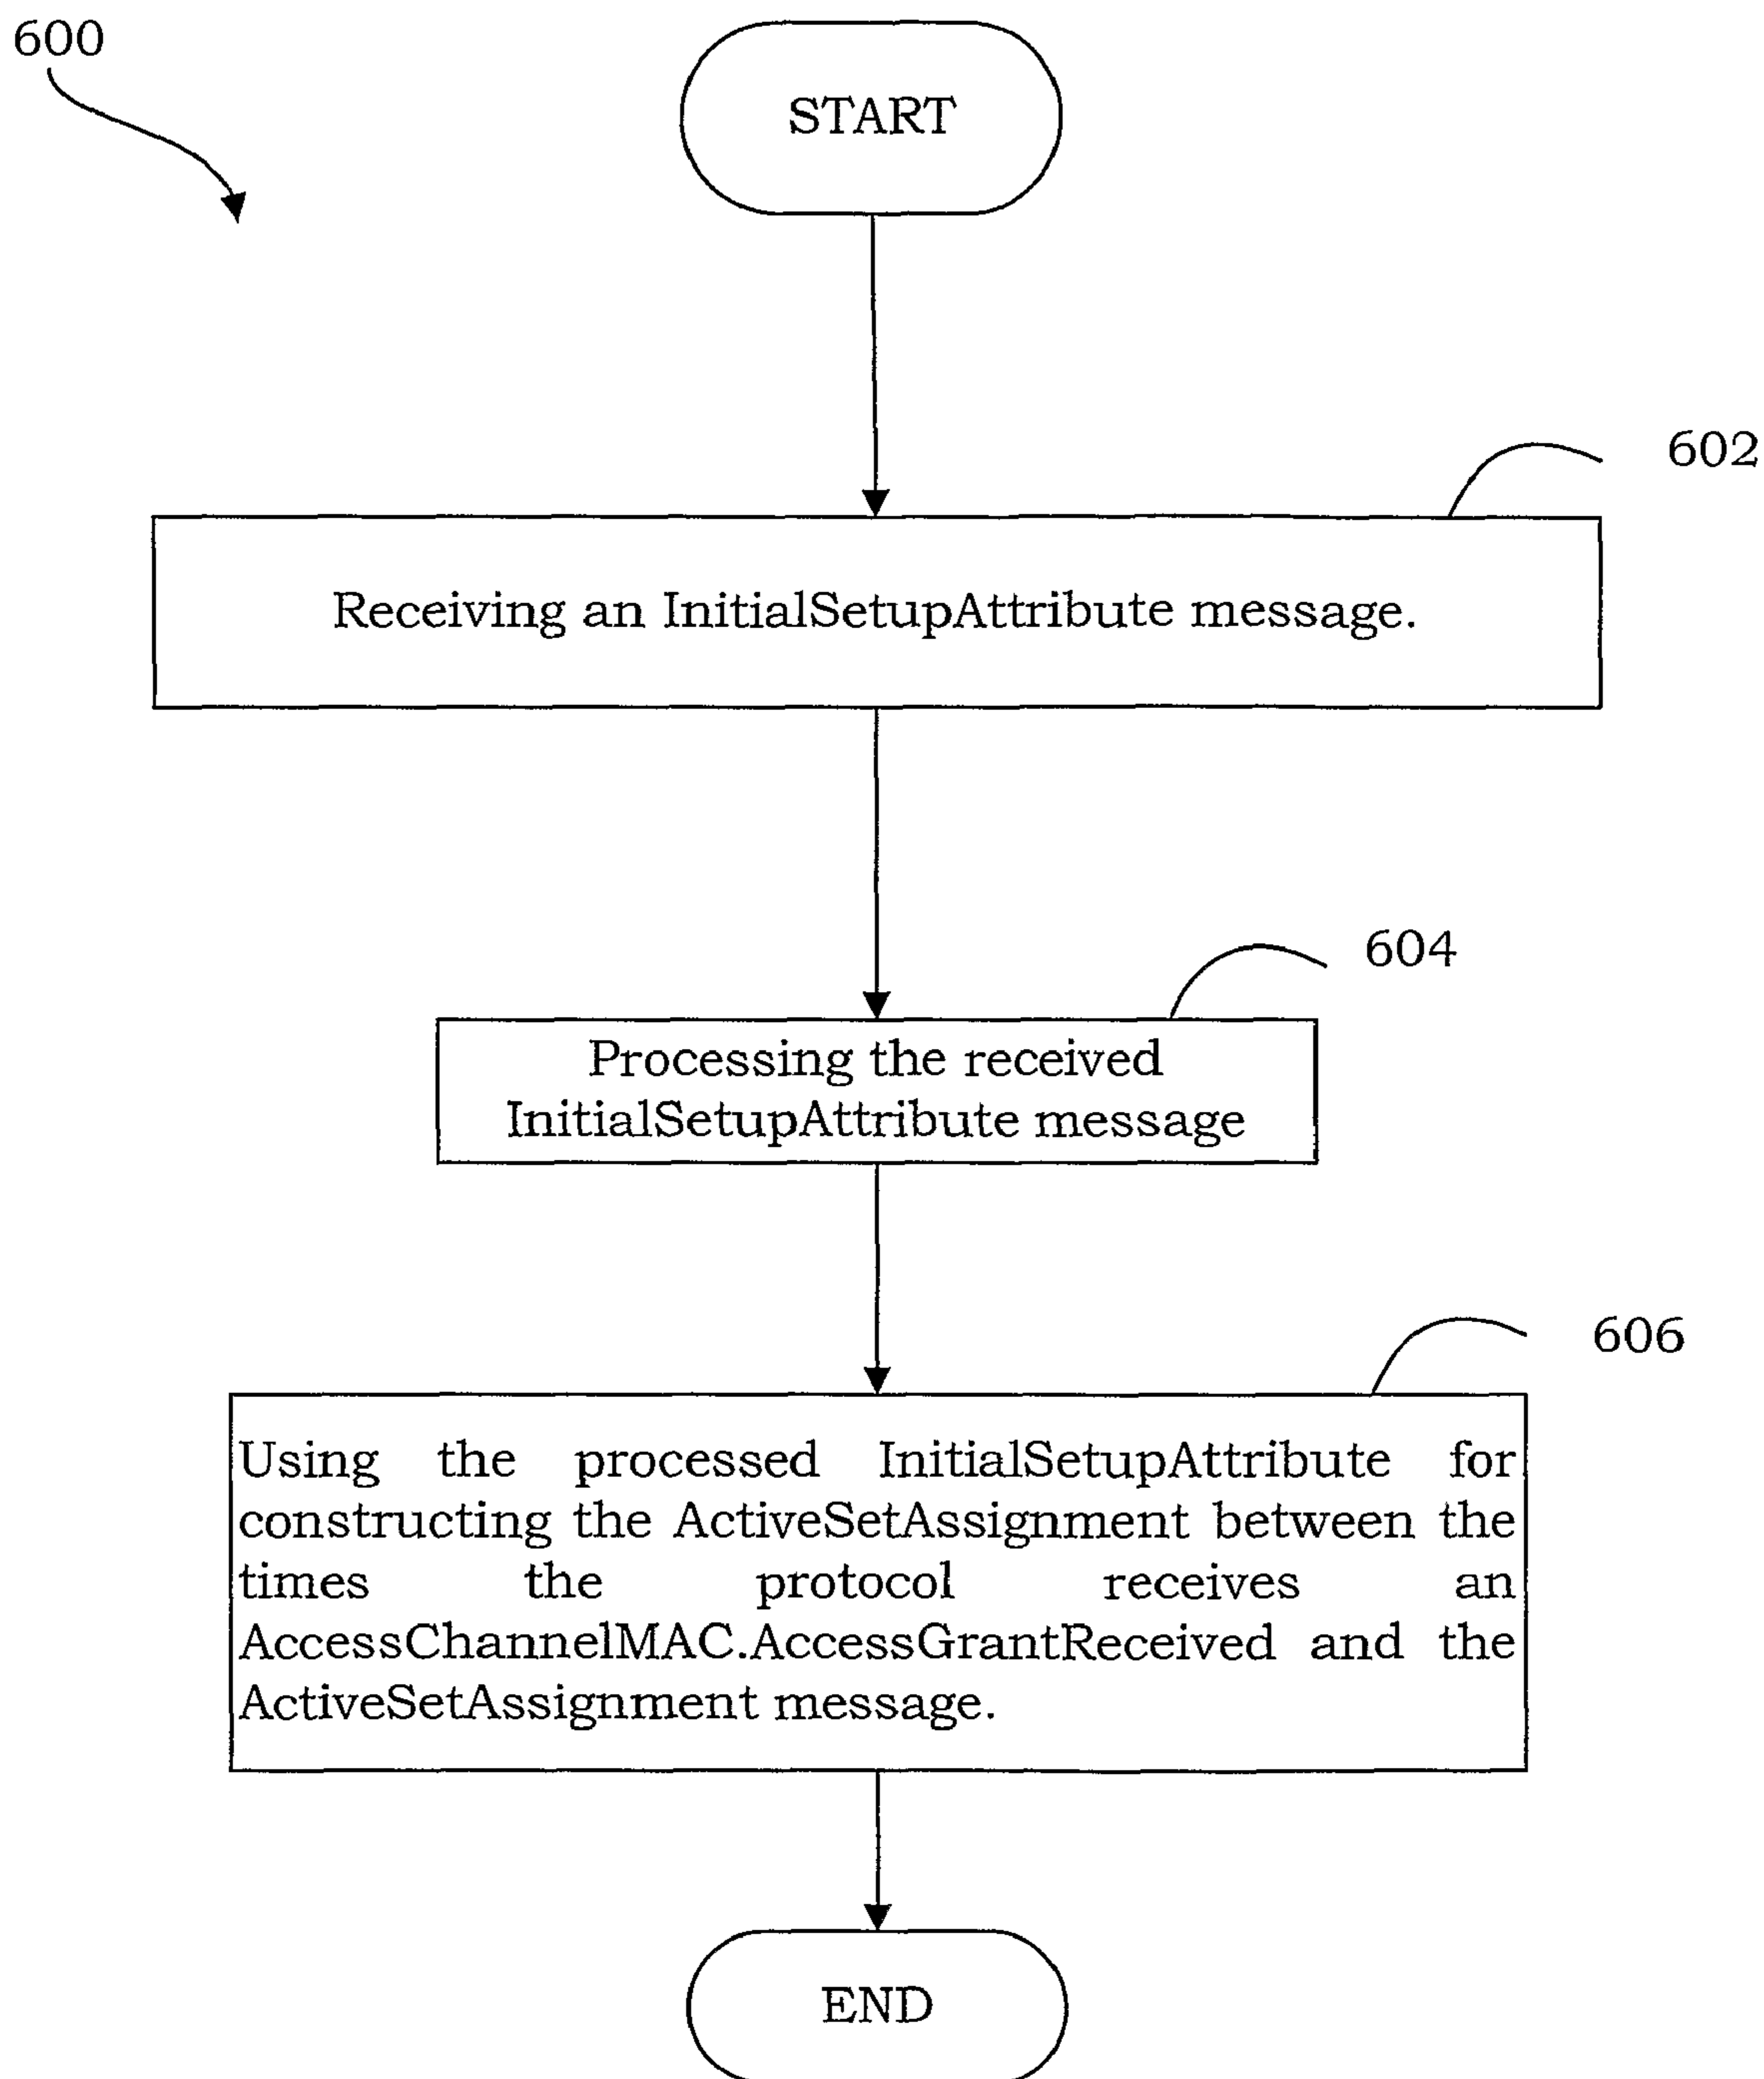 600
START
602
Receiving an InitialSetupAttribute message.
604
Processing the received
InitialSetupAttribute message
606
Using the processed InitialSetupAttribute for
constructing the ActiveSetAssignment between the
times the protocol receives an
AccessChannelMAC.AccessGrantReceived and the
ActiveSetAssignment message.
END